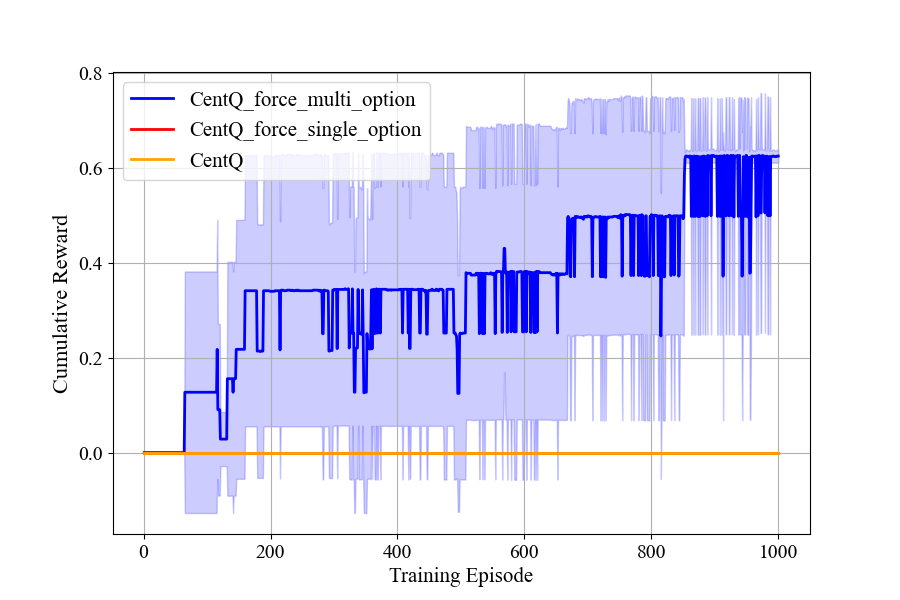 CentQ_force_multi_option
CentQ_force_single_option
CentQ
0.8
0.6
0.4
0.2
0.0
Cumulative Reward
0 200 400 600 800 1000
Training Episode